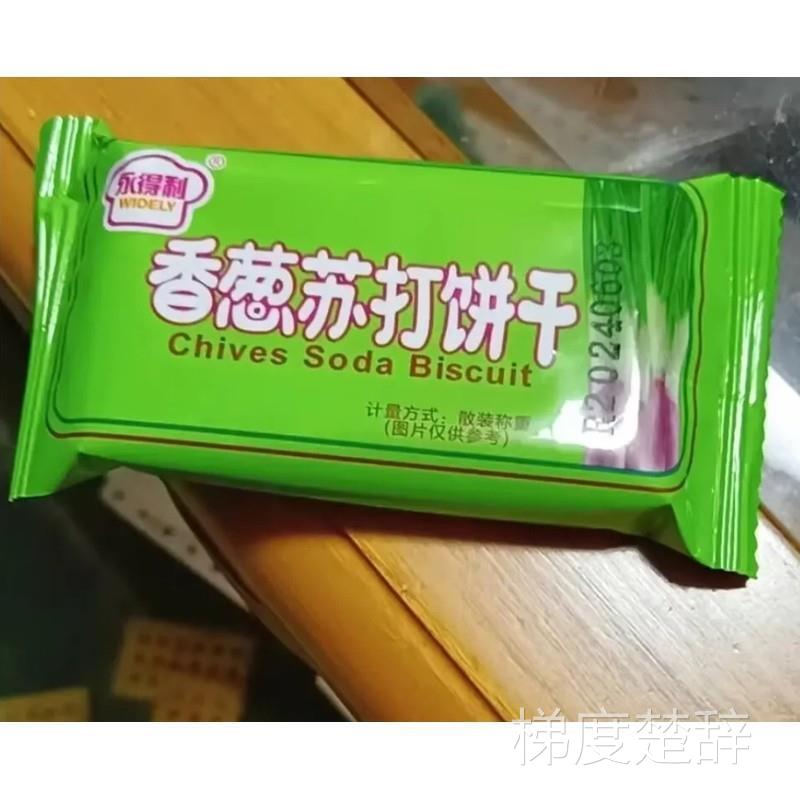 永得利
WIDELY
®
香葱苏打饼干
Chives Soda Biscuit
计量方式：散装称重
(图片仅供参考)
R20240603
梯度楚辞